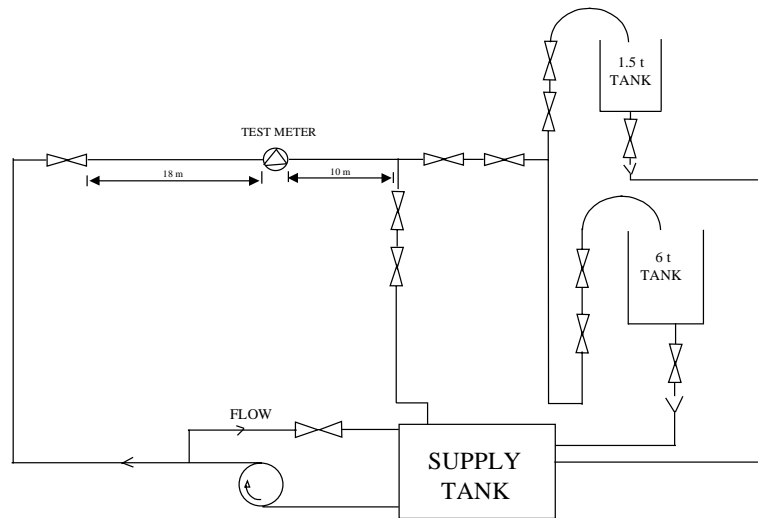 1.5 t
TANK
TEST METER
18 m
10 m
6 t
TANK
FLOW
SUPPLY
TANK